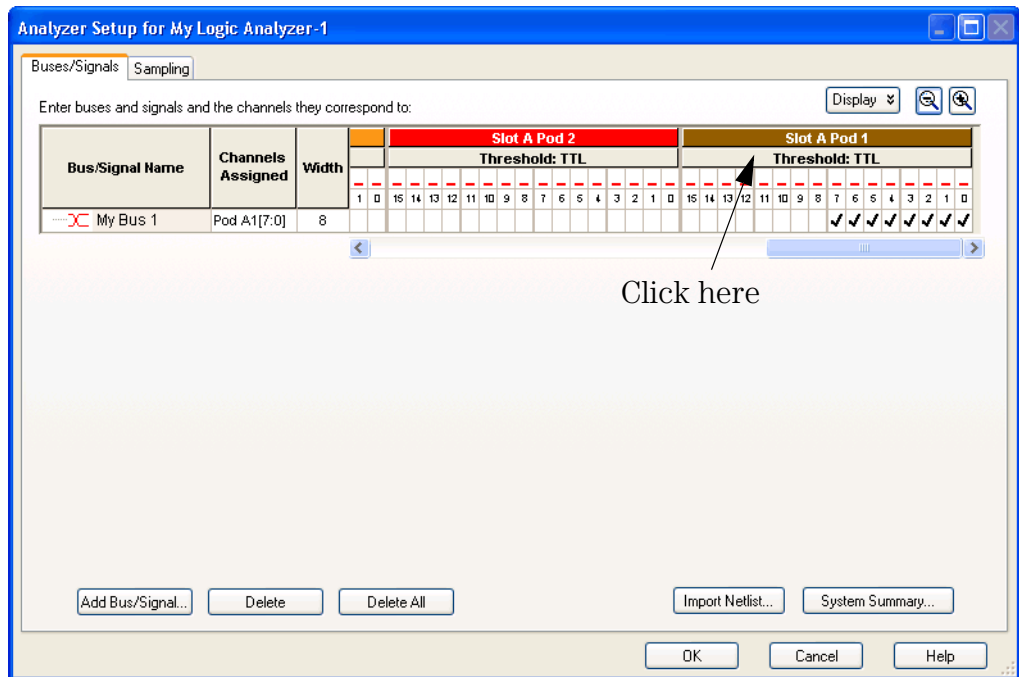 Analyzer Setup for My Logic Analyzer-1
Buses/Signals Sampling
Enter buses and signals and the channels they correspond to:
Display
Bus/Signal Name Channels Assigned Width Slot A Pod 2 Slot A Pod 1
Threshold: TTL Threshold: TTL
1 0 15 14 13 12 11 10 9 8 7 6 5 4 3 2 1 0 15 14 13 12 11 10 9 8 7 6 5 4 3 2 1 0
My Bus 1 Pod A1[7:0] 8
Click here
Add Bus/Signal... Delete Delete All Import Netlist... System Summary...
OK Cancel Help